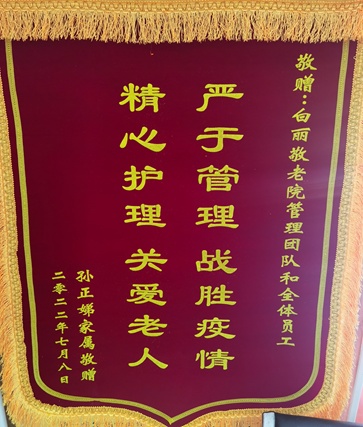 敬赠：白丽敬老院管理团队和全体员工
严于管理 战胜疫情
精心护理 关爱老人
孙正娣家属敬赠
二零二二年七月八日